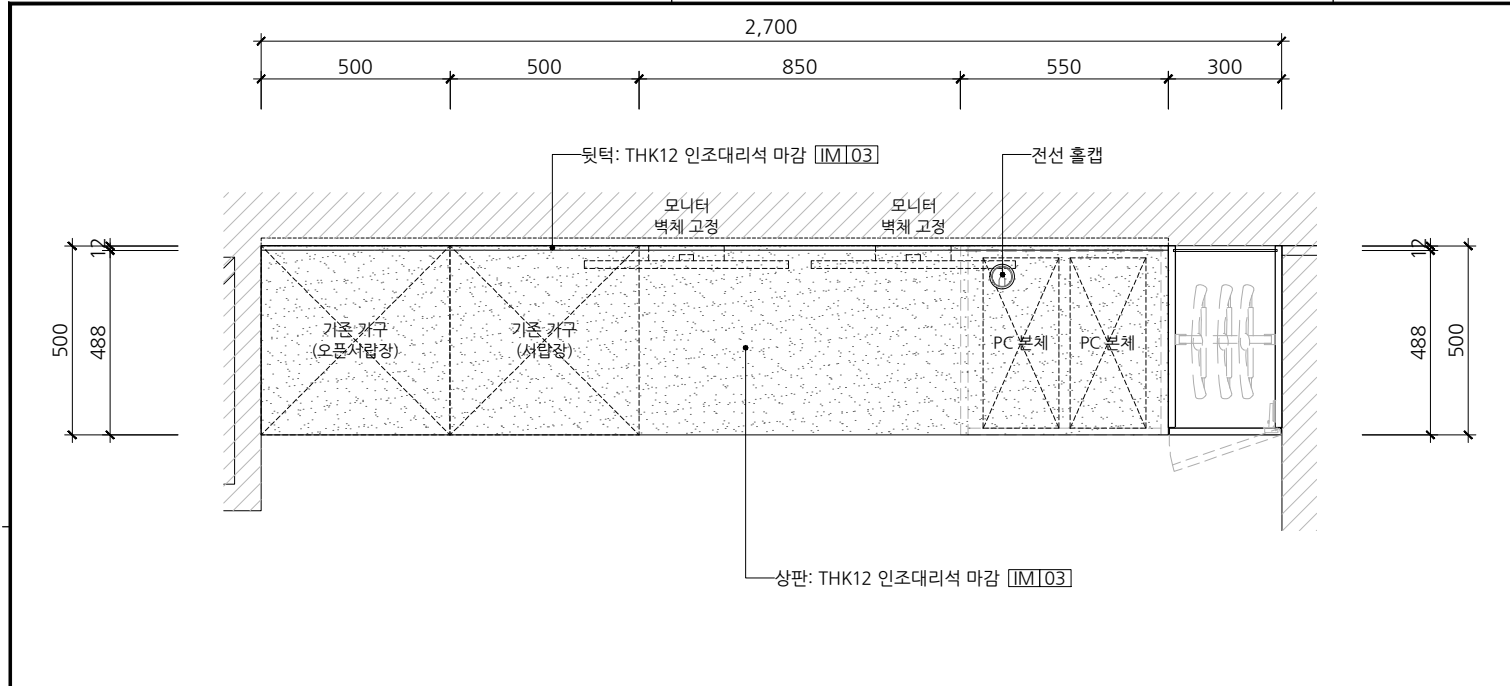 2,700
500
500
850
550
300
뒷턱: THK12 인조대리석 마감 IM 03
전선 홀캡
모니터
벽체 고정
모니터
벽체 고정
12
12
500
488
기존 가구
(오픈서랍장)
기존 가구
(서랍장)
PC 본체
PC 본체
488
500
상판: THK12 인조대리석 마감 IM 03